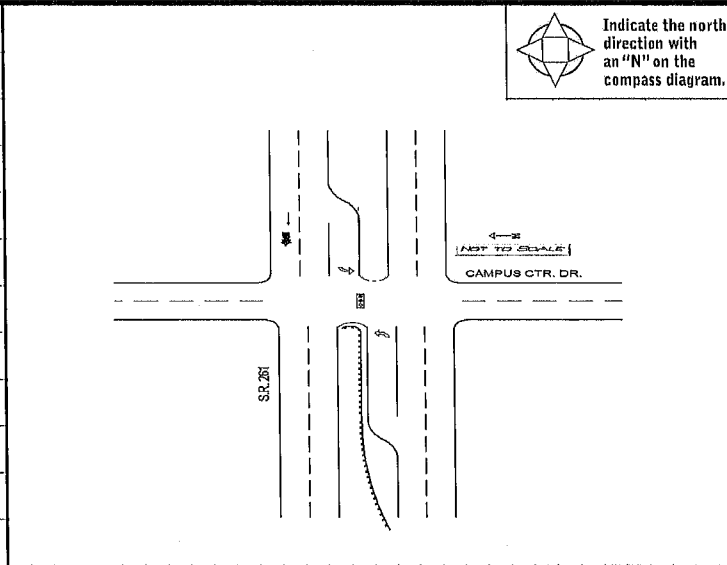 Indicate the north
direction with
an "N" on the
compass diagram.
NOT TO SCALE
CAMPUS CTR. DR.
S.R. 261